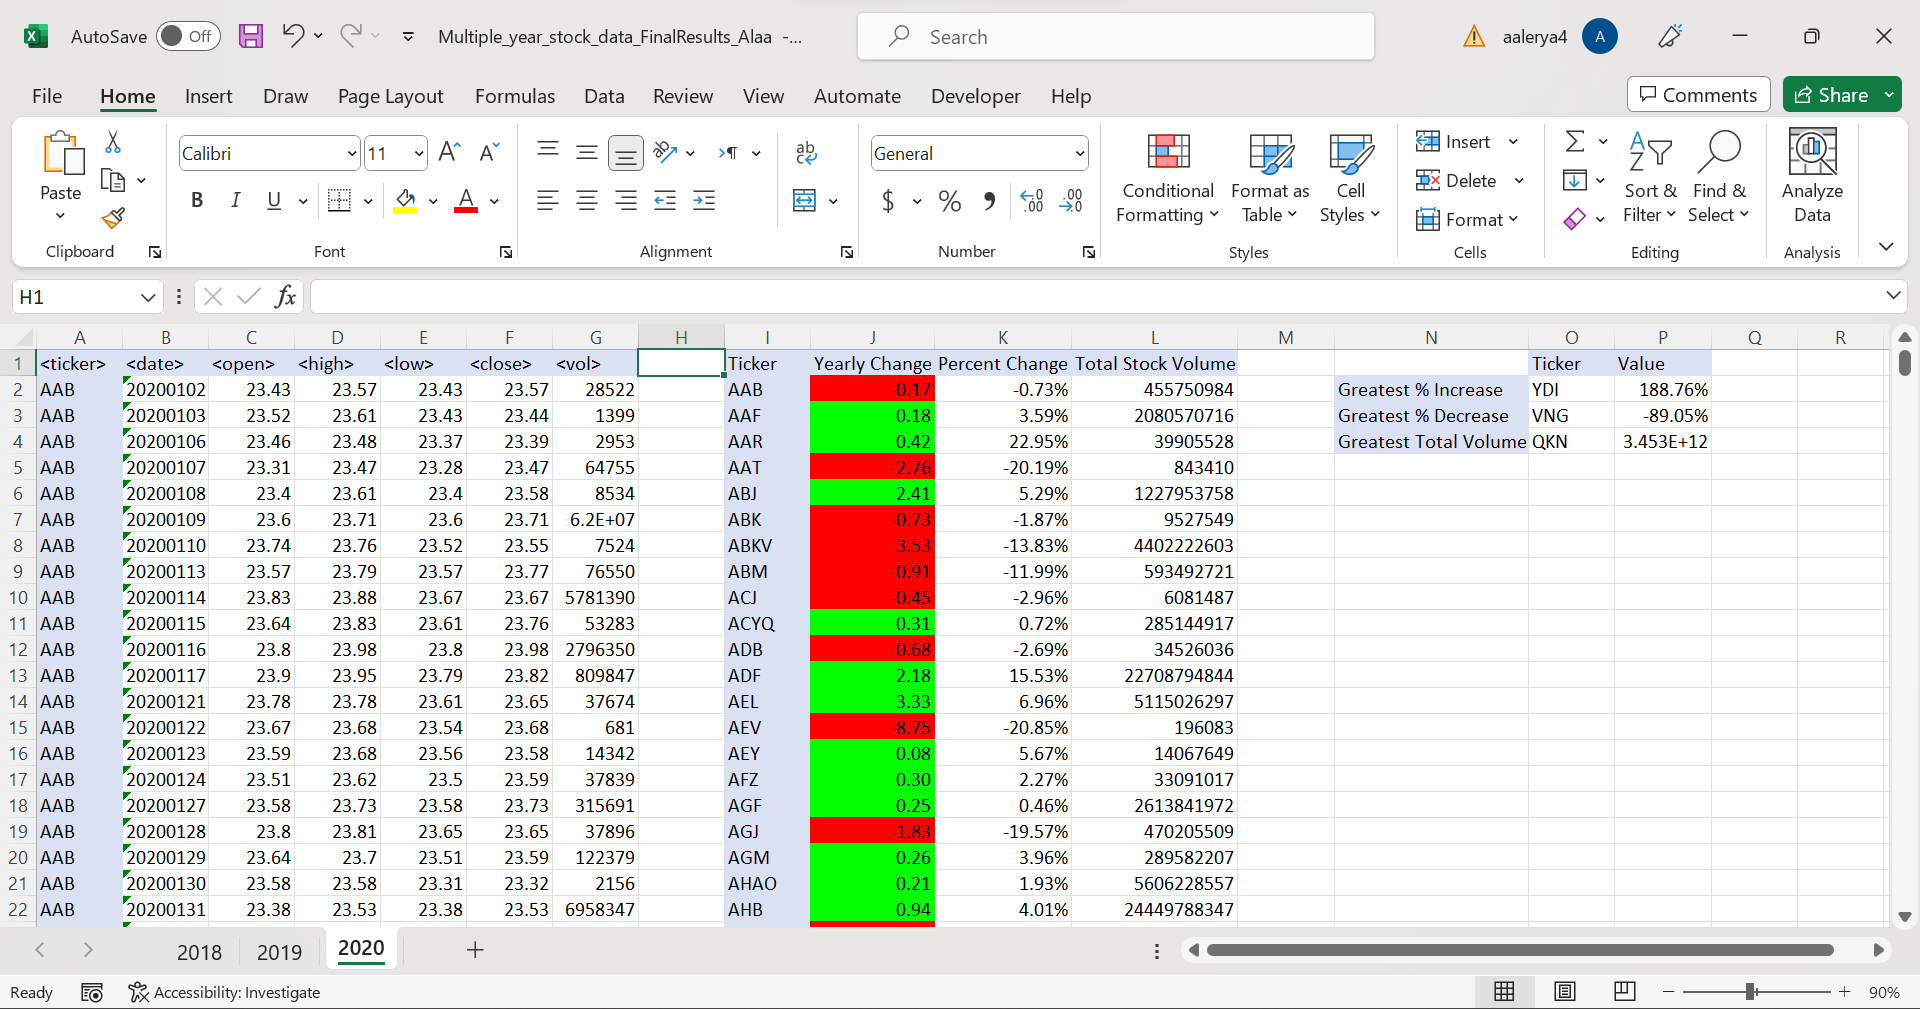 AutoSave Off Multiple_year_stock_data_FinalResults_Alaa -... Search aalerya4 A
File Home Insert Draw Page Layout Formulas Data Review View Automate Developer Help Comments Share
Paste Calibri 11 General Conditional Formatting Format as Table Cell Styles Insert Delete Format Sort & Filter Find & Select Analyze Data
Clipboard Font Alignment Number Styles Cells Editing Analysis
H1 fx
A B C D E F G H I J K L M N O P Q R
1 <ticker> <date> <open> <high> <low> <close> <vol> Ticker Yearly Change Percent Change Total Stock Volume Ticker Value
2 AAB 20200102 23.43 23.57 23.43 23.57 28522 AAB -0.17 -0.73% 455750984 Greatest % Increase YDI 188.76%
3 AAB 20200103 23.52 23.61 23.43 23.44 1399 AAF 0.18 3.59% 2080570716 Greatest % Decrease VNG -89.05%
4 AAB 20200106 23.46 23.48 23.37 23.39 2953 AAR 0.42 22.95% 39905528 Greatest Total Volume QKN 3.453E+12
5 AAB 20200107 23.31 23.47 23.28 23.47 64755 AAT -2.76 -20.19% 843410
6 AAB 20200108 23.4 23.61 23.4 23.58 8534 ABJ 2.41 5.29% 1227953758
7 AAB 20200109 23.6 23.71 23.6 23.71 6.2E+07 ABK -0.73 -1.87% 9527549
8 AAB 20200110 23.74 23.76 23.52 23.55 7524 ABKV -3.53 -13.83% 4402222603
9 AAB 20200113 23.57 23.79 23.57 23.77 76550 ABM -0.91 -11.99% 593492721
10 AAB 20200114 23.83 23.88 23.67 23.67 5781390 ACJ -0.45 -2.96% 6081487
11 AAB 20200115 23.64 23.83 23.61 23.76 53283 ACYQ 0.31 0.72% 285144917
12 AAB 20200116 23.8 23.98 23.8 23.98 2796350 ADB -0.68 -2.69% 34526036
13 AAB 20200117 23.9 23.95 23.79 23.82 809847 ADF 2.18 15.53% 22708794844
14 AAB 20200121 23.78 23.78 23.61 23.65 37674 AEL 3.33 6.96% 5115026297
15 AAB 20200122 23.67 23.68 23.54 23.68 681 AEV -8.75 -20.85% 196083
16 AAB 20200123 23.59 23.68 23.56 23.58 14342 AEY 0.08 5.67% 14067649
17 AAB 20200124 23.51 23.62 23.5 23.59 37839 AFZ 0.30 2.27% 33091017
18 AAB 20200127 23.58 23.73 23.58 23.73 315691 AGF 0.25 0.46% 2613841972
19 AAB 20200128 23.8 23.81 23.65 23.65 37896 AGJ -1.83 -19.57% 470205509
20 AAB 20200129 23.64 23.7 23.51 23.59 122379 AGM 0.26 3.96% 289582207
21 AAB 20200130 23.58 23.58 23.31 23.32 2156 AHAO 0.21 1.93% 5606228557
22 AAB 20200131 23.38 23.53 23.38 23.53 6958347 AHB 0.94 4.01% 24449788347
2018 2019 2020
Ready Accessibility: Investigate 90%